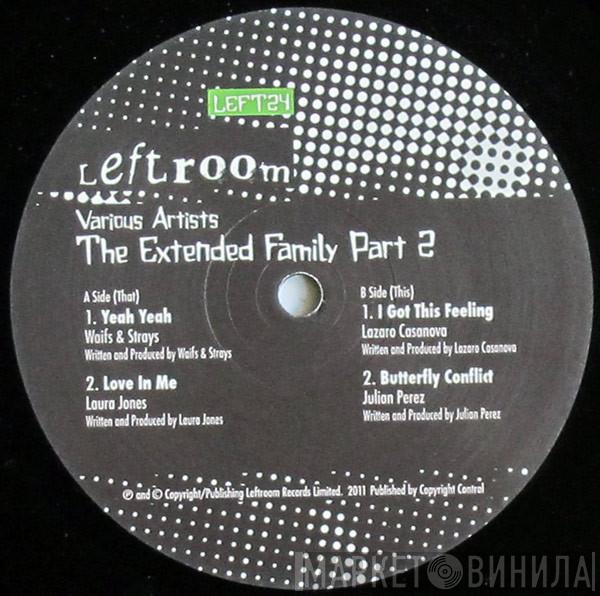 LEFT24
Leftroom
Various Artists
The Extended Family Part 2
A Side (That)
1. Yeah Yeah
Waifs & Strays
Written and Produced by Waifs & Strays
2. Love In Me
Laura Jones
Written and Produced by Laura Jones
B Side (This)
1. I Got This Feeling
Lazaro Casanova
Written and Produced by Lazaro Casanova
2. Butterfly Conflict
Julian Perez
Written and Produced by Julian Perez
℗ and © Copyright/Publishing Leftroom Records Limited. 2011 Published by Copyright Control
МАРКЕТ ВИНИЛА